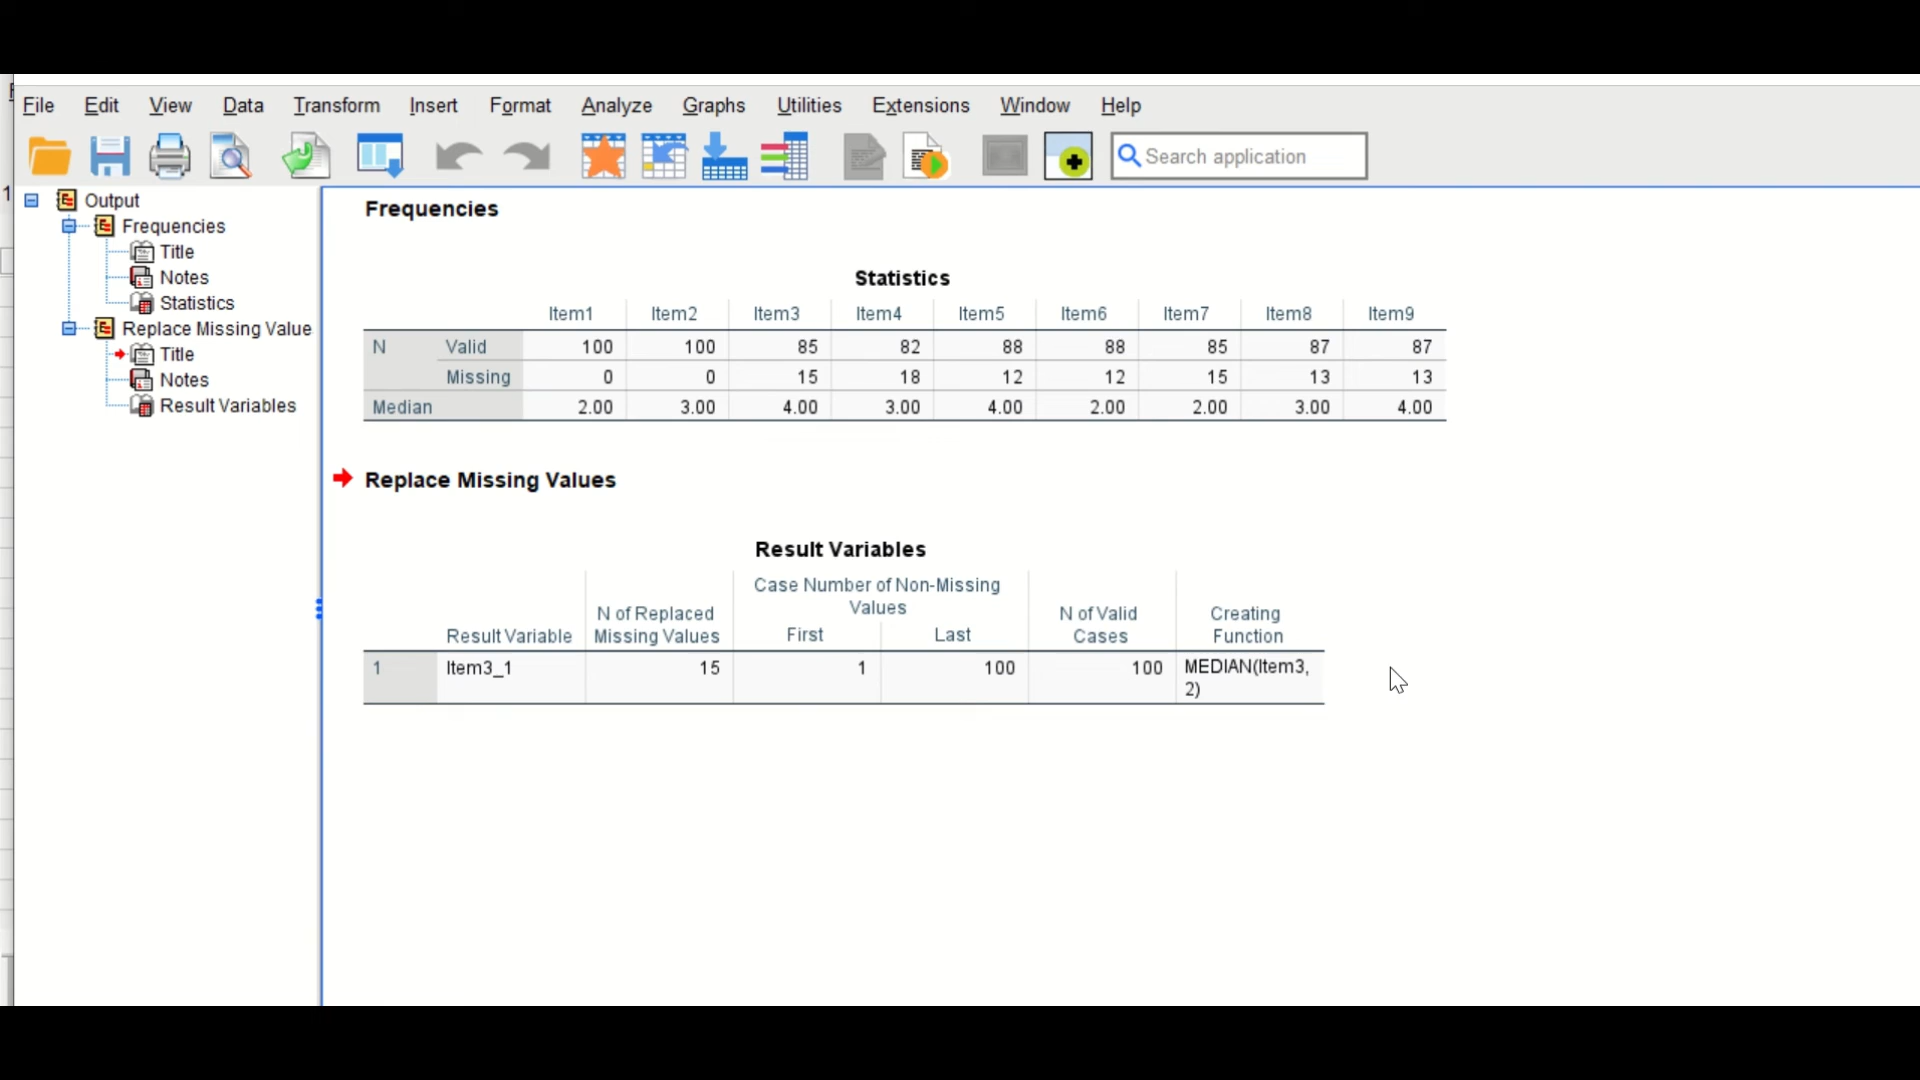 File Edit View Data Transform Insert Format Analyze Graphs Utilities Extensions Window Help
Search application
1
Output
Frequencies
Title
Notes
Statistics
Replace Missing Value
Title
Notes
Result Variables
Frequencies
Statistics
Item1 Item2 Item3 Item4 Item5 Item6 Item7 Item8 Item9
N Valid 100 100 85 82 88 88 85 87 87
Missing 0 0 15 18 12 12 15 13 13
Median 2.00 3.00 4.00 3.00 4.00 2.00 2.00 3.00 4.00
Replace Missing Values
Result Variables
Case Number of Non-Missing
Values
N of Replaced N of Valid Creating
Result Variable Missing Values First Last Cases Function
1 Item3_1 15 1 100 100 MEDIAN(Item3,
2)